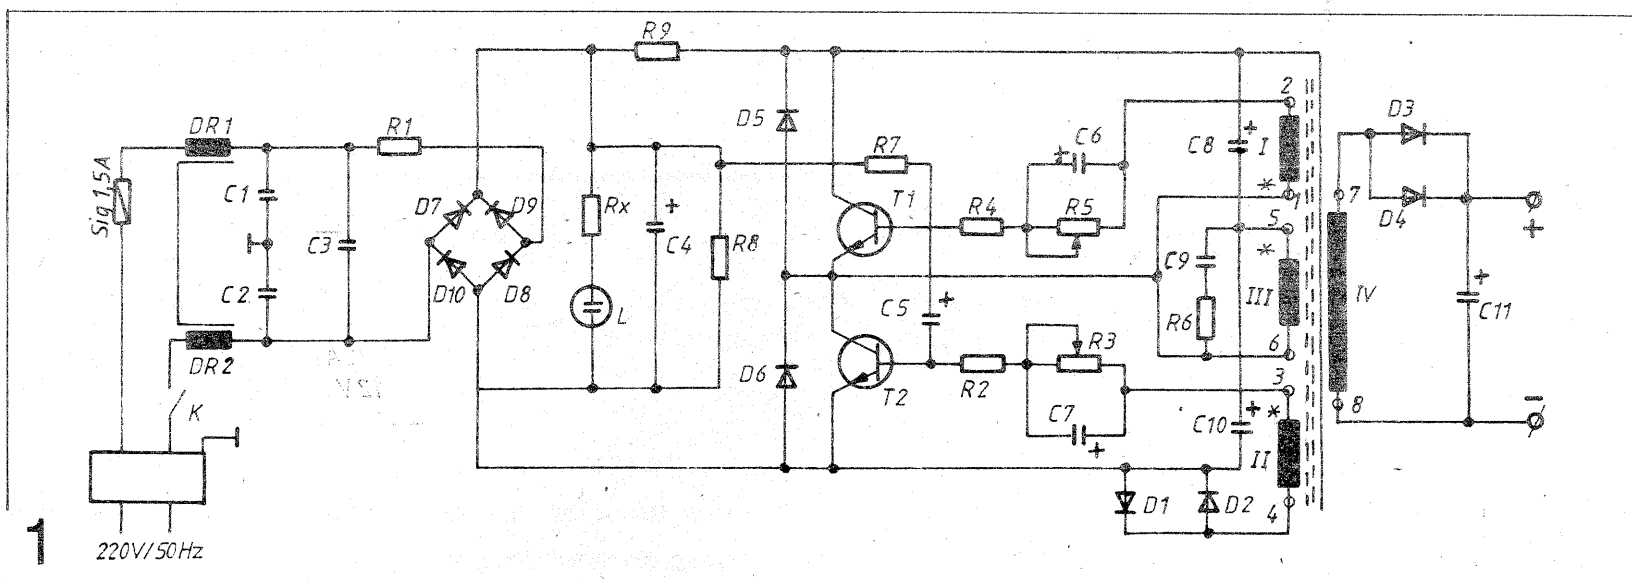 R9
2
D3
DR1
R1
D5
C6
C8
I
Sig 1,5A
C1
R7
*
1
7
D4
D7
D9
Rx
+
T1
R4
R5
5
+
C3
C4
R8
C9
*
C2
D10
D8
L
C5
+
III
IV
+
C11
R6
DR2
D6
R3
6
K
T2
R2
3
8
−
C7
+
C10
+
*
II
D1
D2
4
1
220V/50Hz